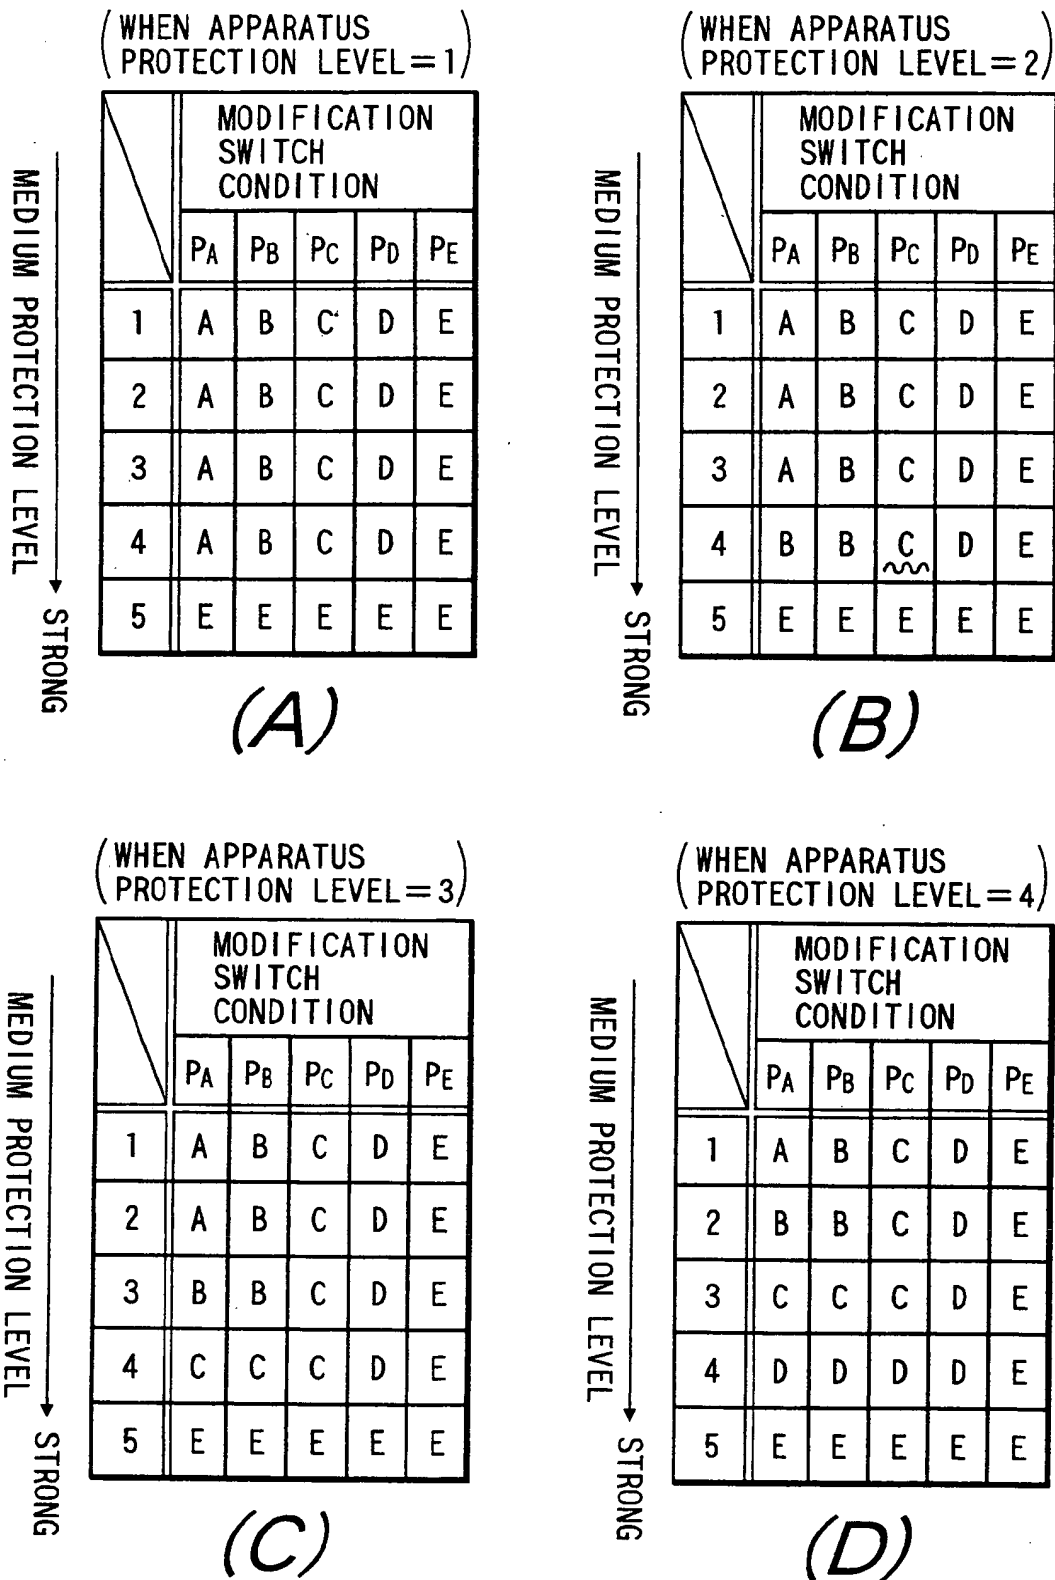 (WHEN APPARATUS
PROTECTION LEVEL=1)
MODIFICATION
SWITCH
CONDITION
PA PB PC PD PE
1 A B C D E
2 A B C D E
3 A B C D E
4 A B C D E
5 E E E E E
MEDIUM PROTECTION LEVEL
STRONG
(A)
(WHEN APPARATUS
PROTECTION LEVEL=2)
MODIFICATION
SWITCH
CONDITION
PA PB PC PD PE
1 A B C D E
2 A B C D E
3 A B C D E
4 B B C D E
5 E E E E E
MEDIUM PROTECTION LEVEL
STRONG
(B)
(WHEN APPARATUS
PROTECTION LEVEL=3)
MODIFICATION
SWITCH
CONDITION
PA PB PC PD PE
1 A B C D E
2 A B C D E
3 B B C D E
4 C C C D E
5 E E E E E
MEDIUM PROTECTION LEVEL
STRONG
(C)
(WHEN APPARATUS
PROTECTION LEVEL=4)
MODIFICATION
SWITCH
CONDITION
PA PB PC PD PE
1 A B C D E
2 B B C D E
3 C C C D E
4 D D D D E
5 E E E E E
MEDIUM PROTECTION LEVEL
STRONG
(D)